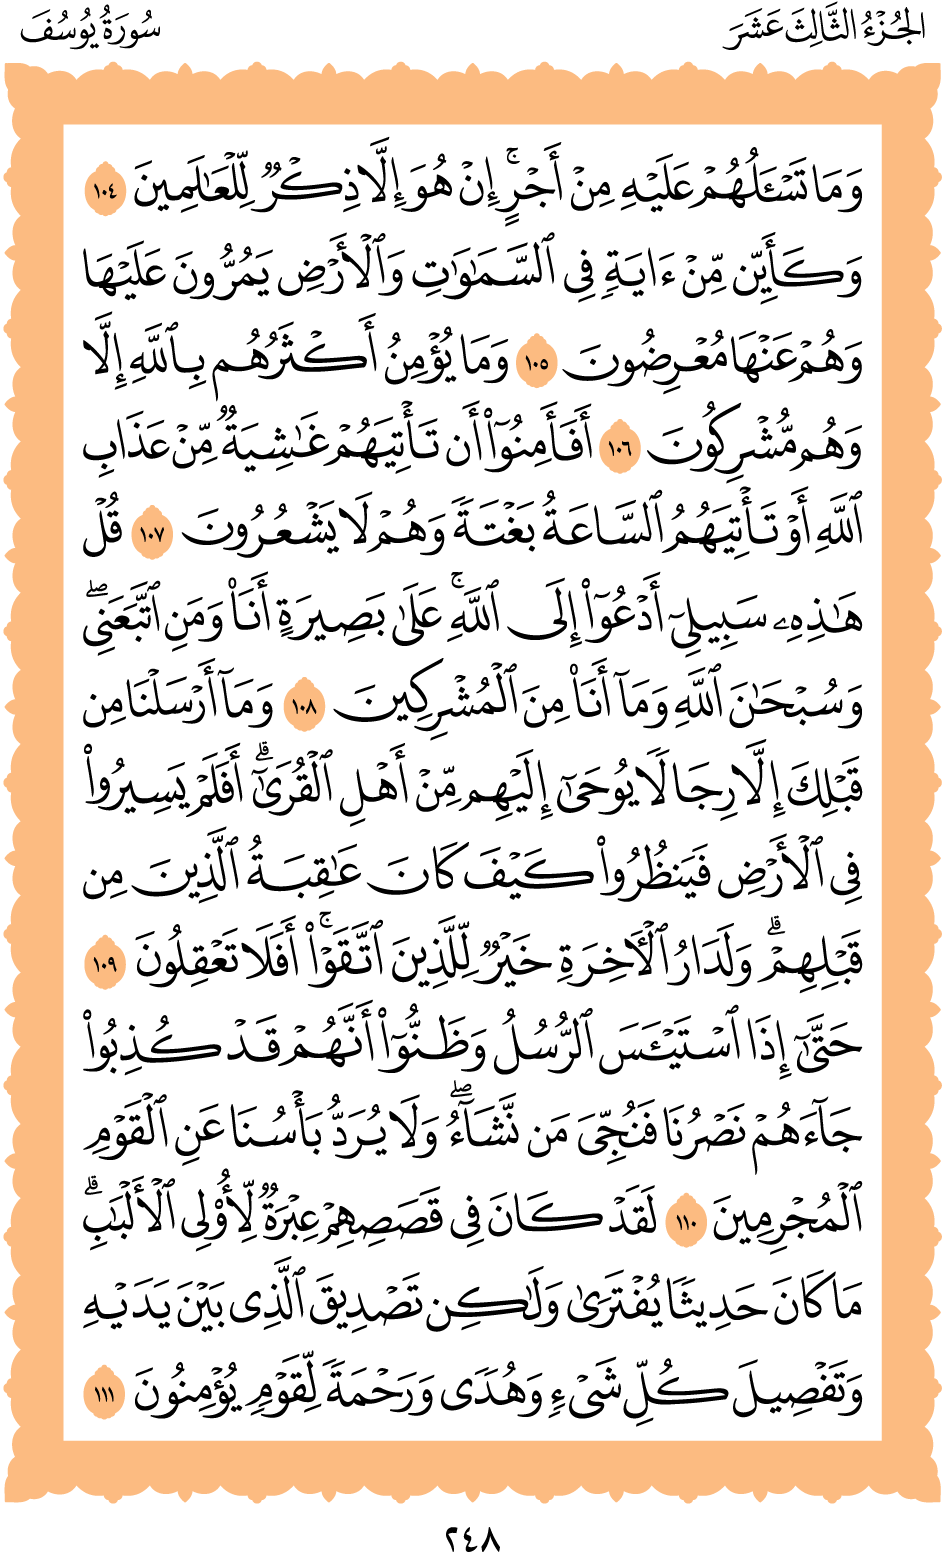 الجُزْءُ الثَّالِثَ عَشَرَ
سُورَةُ يُوسُفَ
وَمَا تَسْـَٔلُهُمْ عَلَيْهِ مِنْ أَجْرٍۚ إِنْ هُوَ إِلَّا ذِكْرٌ لِّلْعَٰلَمِينَ ١٠٤
وَكَأَيِّن مِّنْ ءَايَةٍ فِي ٱلسَّمَٰوَٰتِ وَٱلْأَرْضِ يَمُرُّونَ عَلَيْهَا
وَهُمْ عَنْهَا مُعْرِضُونَ ١٠٥ وَمَا يُؤْمِنُ أَكْثَرُهُم بِٱللَّهِ إِلَّا
وَهُم مُّشْرِكُونَ ١٠٦ أَفَأَمِنُوٓا۟ أَن تَأْتِيَهُمْ غَٰشِيَةٌ مِّنْ عَذَابِ
ٱللَّهِ أَوْ تَأْتِيَهُمُ ٱلسَّاعَةُ بَغْتَةً وَهُمْ لَا يَشْعُرُونَ ١٠٧ قُلْ
هَٰذِهِۦ سَبِيلِيٓ أَدْعُوٓا۟ إِلَى ٱللَّهِۚ عَلَىٰ بَصِيرَةٍ أَنَا۠ وَمَنِ ٱتَّبَعَنِيۖ
وَسُبْحَٰنَ ٱللَّهِ وَمَآ أَنَا۠ مِنَ ٱلْمُشْرِكِينَ ١٠٨ وَمَآ أَرْسَلْنَا مِن
قَبْلِكَ إِلَّا رِجَالًا يُوحَىٰٓ إِلَيْهِم مِّنْ أَهْلِ ٱلْقُرَىٰٓۗ أَفَلَمْ يَسِيرُوا۟
فِي ٱلْأَرْضِ فَيَنظُرُوا۟ كَيْفَ كَانَ عَٰقِبَةُ ٱلَّذِينَ مِن
قَبْلِهِمْۗ وَلَدَارُ ٱلْأٓخِرَةِ خَيْرٌ لِّلَّذِينَ ٱتَّقَوْا۟ۚ أَفَلَا تَعْقِلُونَ ١٠٩
حَتَّىٰٓ إِذَا ٱسْتَيْـَٔسَ ٱلرُّسُلُ وَظَنُّوٓا۟ أَنَّهُمْ قَدْ كُذِبُوا۟
جَآءَهُمْ نَصْرُنَا فَنُجِّيَ مَن نَّشَآءُۖ وَلَا يُرَدُّ بَأْسُنَا عَنِ ٱلْقَوْمِ
ٱلْمُجْرِمِينَ ١١٠ لَقَدْ كَانَ فِي قَصَصِهِمْ عِبْرَةٌ لِّأُو۟لِي ٱلْأَلْبَٰبِۗ
مَا كَانَ حَدِيثًا يُفْتَرَىٰ وَلَٰكِن تَصْدِيقَ ٱلَّذِي بَيْنَ يَدَيْهِ
وَتَفْصِيلَ كُلِّ شَيْءٍ وَهُدًى وَرَحْمَةً لِّقَوْمٍ يُؤْمِنُونَ ١١١
٢٤٨